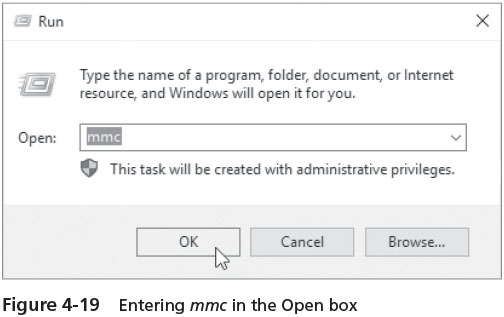 Run
Type the name of a program, folder, document, or Internet
resource, and Windows will open it for you.
Open: mmc
This task will be created with administrative privileges.
OK Cancel Browse...
Figure 4-19 Entering mmc in the Open box